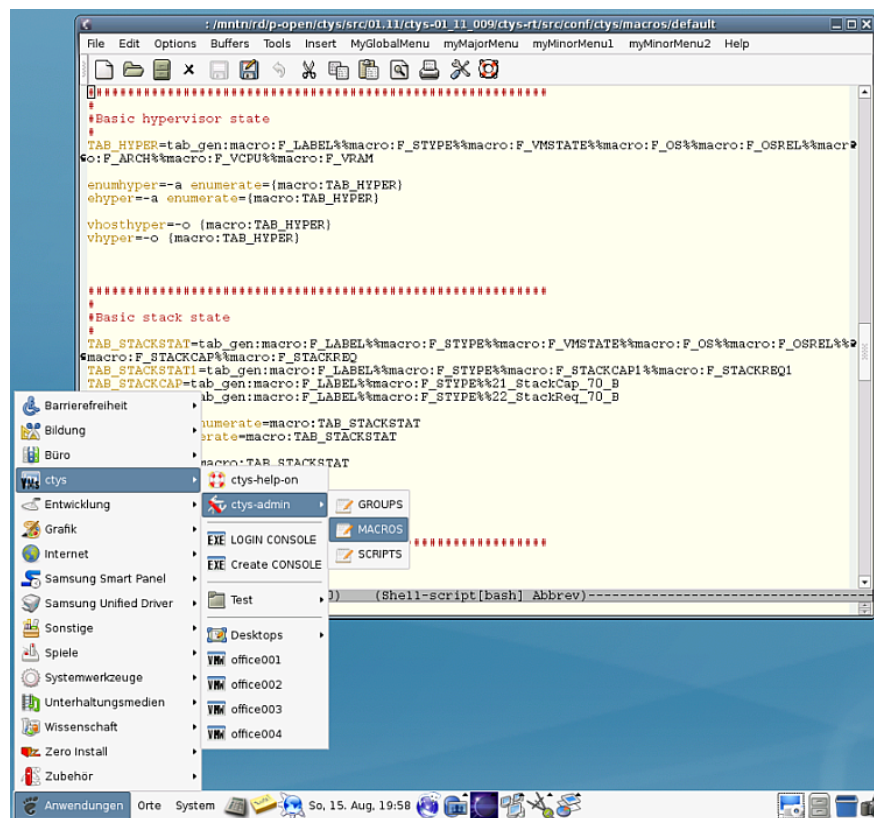 : /mntn/rd/p-open/ctys/src/01.11/ctys-01_11_009/ctys-rt/src/conf/ctys/macros/default
File Edit Options Buffers Tools Insert MyGlobalMenu myMajorMenu myMinorMenu1 myMinorMenu2 Help
########################################################
#
#Basic hypervisor state
#
TAB_HYPER=tab_gen:macro:F_LABEL%%macro:F_STYPE%%macro:F_VMSTATE%%macro:F_OS%%macro:F_OSREL%%macr
o:F_ARCH%%macro:F_VCPU%%macro:F_VRAM
enumhyper=-a enumerate={macro:TAB_HYPER}
ehyper=-a enumerate={macro:TAB_HYPER}
vhosthyper=-o {macro:TAB_HYPER}
vhyper=-o {macro:TAB_HYPER}
########################################################
#
#Basic stack state
#
TAB_STACKSTAT=tab_gen:macro:F_LABEL%%macro:F_STYPE%%macro:F_VMSTATE%%macro:F_OS%%macro:F_OSREL%%
macro:F_STACKCAP%%macro:F_STACKREQ
TAB_STACKSTAT1=tab_gen:macro:F_LABEL%%macro:F_STYPE%%macro:F_STACKCAP1%%macro:F_STACKREQ1
TAB_STACKCAP=tab_gen:macro:F_LABEL%%macro:F_STYPE%%21_StackCap_70_B
tab_gen:macro:F_LABEL%%macro:F_STYPE%%22_StackReq_70_B
numerate=macro:TAB_STACKSTAT
erate=macro:TAB_STACKSTAT
macro:TAB_STACKSTAT
##################
0) (Shell-script[bash] Abbrev)------------------------------------
Barrierefreiheit
Bildung
Büro
ctys
Entwicklung
Grafik
Internet
Samsung Smart Panel
Samsung Unified Driver
Sonstige
Spiele
Systemwerkzeuge
Unterhaltungsmedien
Wissenschaft
Zero Install
Zubehör
ctys-help-on
ctys-admin
EXE LOGIN CONSOLE
EXE Create CONSOLE
Test
Desktops
VMW office001
VMW office002
VMW office003
VMW office004
GROUPS
MACROS
SCRIPTS
Anwendungen Orte System So, 15. Aug, 19:58